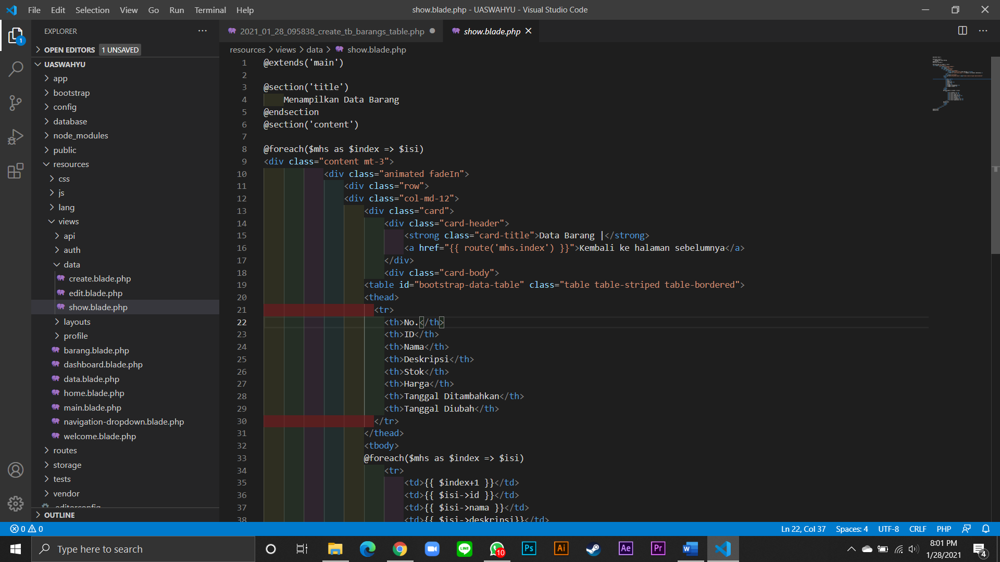 File Edit Selection View Go Run Terminal Help
show.blade.php - UASWAHYU - Visual Studio Code
EXPLORER
OPEN EDITORS 1 UNSAVED
UASWAHYU
app
bootstrap
config
database
node_modules
public
resources
css
js
lang
views
api
auth
data
create.blade.php
edit.blade.php
show.blade.php
layouts
profile
barang.blade.php
dashboard.blade.php
data.blade.php
home.blade.php
main.blade.php
navigation-dropdown.blade.php
welcome.blade.php
routes
storage
tests
vendor
.editorconfig
OUTLINE
1
2021_01_28_095838_create_tb_barangs_table.php
show.blade.php
resources > views > data > show.blade.php
1 @extends('main')
2
3 @section('title')
4 Menampilkan Data Barang
5 @endsection
6 @section('content')
7
8 @foreach($mhs as $index => $isi)
9 <div class="content mt-3">
10 <div class="animated fadeIn">
11 <div class="row">
12 <div class="col-md-12">
13 <div class="card">
14 <div class="card-header">
15 <strong class="card-title">Data Barang |</strong>
16 <a href="{{ route('mhs.index') }}">Kembali ke halaman sebelumnya</a>
17 </div>
18 <div class="card-body">
19 <table id="bootstrap-data-table" class="table table-striped table-bordered">
20 <thead>
21 <tr>
22 <th>No.</th>
23 <th>ID</th>
24 <th>Nama</th>
25 <th>Deskripsi</th>
26 <th>Stok</th>
27 <th>Harga</th>
28 <th>Tanggal Ditambahkan</th>
29 <th>Tanggal Diubah</th>
30 </tr>
31 </thead>
32 <tbody>
33 @foreach($mhs as $index => $isi)
34 <tr>
35 <td>{{ $index+1 }}</td>
36 <td>{{ $isi->id }}</td>
37 <td>{{ $isi->nama }}</td>
38 <td>{{ $isi->deskripsi}}</td>
0 0
Ln 22, Col 37 Spaces: 4 UTF-8 CRLF PHP
Type here to search
LINE
10
Ps
Ai
Ae
Pr
W
8:01 PM
1/28/2021
4